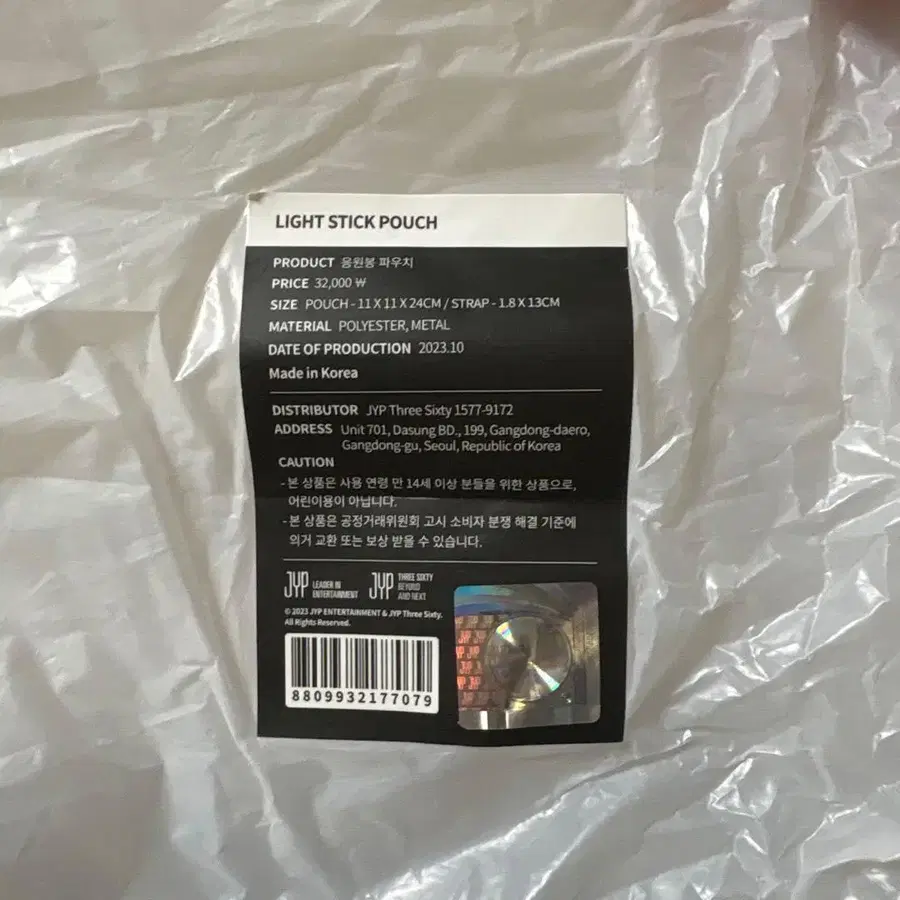 LIGHT STICK POUCH
PRODUCT 응원봉 파우치
PRICE 32,000 ₩
SIZE POUCH - 11 X 11 X 24CM / STRAP - 1.8 X 13CM
MATERIAL POLYESTER, METAL
DATE OF PRODUCTION 2023.10
Made in Korea
DISTRIBUTOR JYP Three Sixty 1577-9172
ADDRESS Unit 701, Dasung BD., 199, Gangdong-daero,
Gangdong-gu, Seoul, Republic of Korea
CAUTION
- 본 상품은 사용 연령 만 14세 이상 분들을 위한 상품으로,
어린이용이 아닙니다.
- 본 상품은 공정거래위원회 고시 소비자 분쟁 해결 기준에
의거 교환 또는 보상 받을 수 있습니다.
JYP LEADER IN ENTERTAINMENT JYP THREE SIXTY BEYOND AND NEXT
© 2023 JYP ENTERTAINMENT & JYP Three Sixty.
All Rights Reserved.
8809932177079